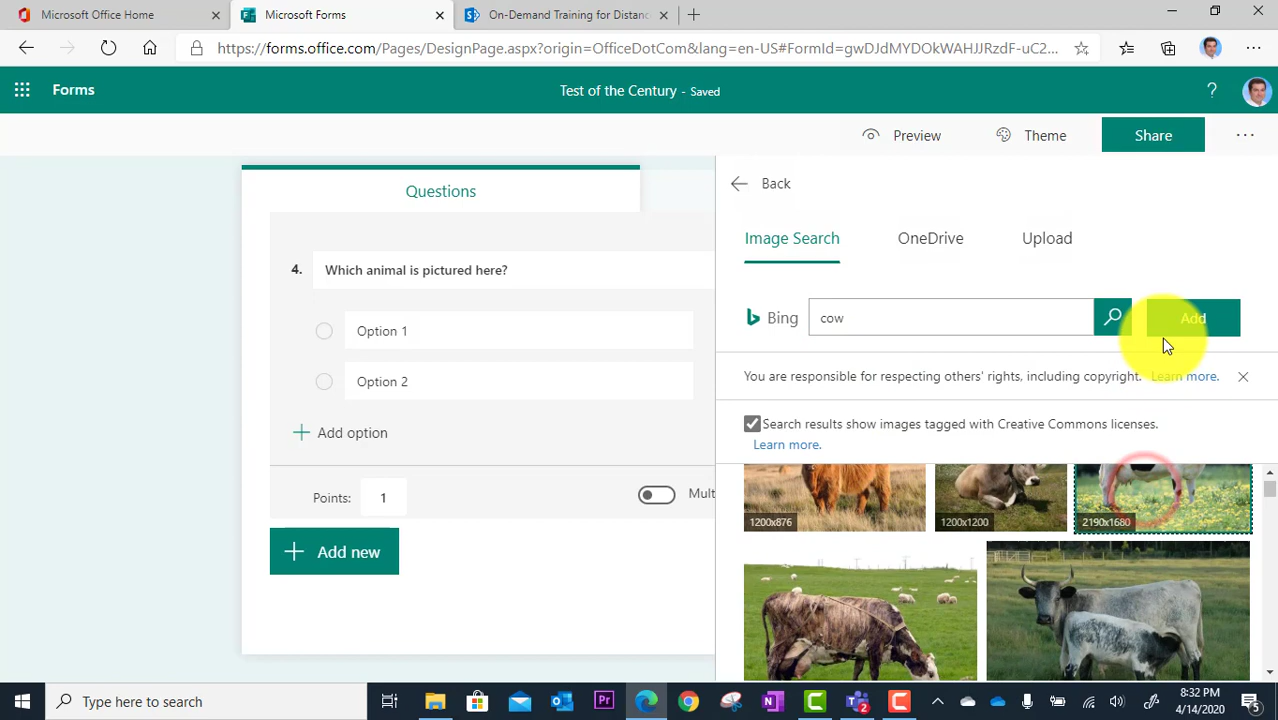 Microsoft Office Home
Microsoft Forms
On-Demand Training for Distanc
https://forms.office.com/Pages/DesignPage.aspx?origin=OfficeDotCom&lang=en-US#FormId=gwDJdMYDOkWAHJJRzdF-uC2...
Forms
Test of the Century - Saved
?
Preview
Theme
Share
Back
Questions
Image Search
OneDrive
Upload
4. Which animal is pictured here?
Bing
cow
Add
Option 1
You are responsible for respecting others' rights, including copyright. Learn more.
Option 2
Search results show images tagged with Creative Commons licenses.
Learn more.
Add option
Points: 1
Mult
1200x876
1200x1200
2190x1680
Add new
Type here to search
8:32 PM
4/14/2020
Pr
N
2
5